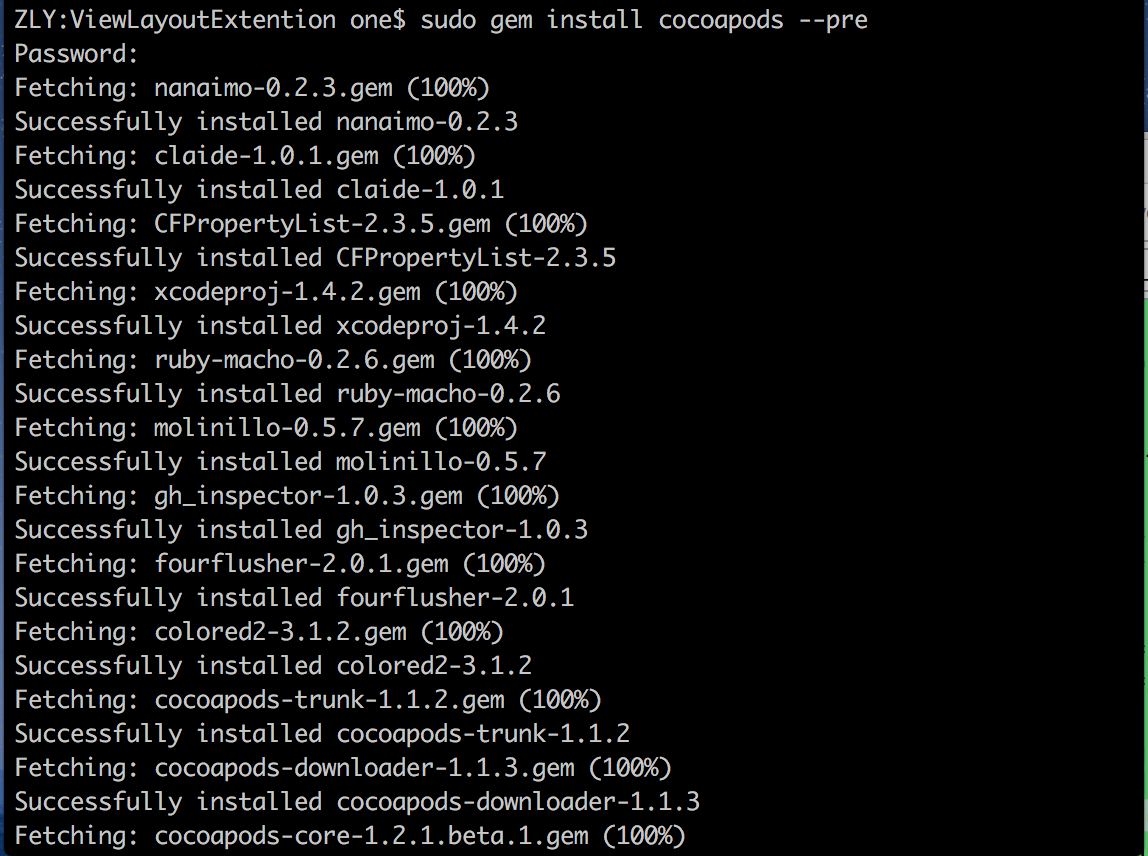 ZLY:ViewLayoutExtention one$ sudo gem install cocoapods --pre
Password:
Fetching: nanaimo-0.2.3.gem (100%)
Successfully installed nanaimo-0.2.3
Fetching: claide-1.0.1.gem (100%)
Successfully installed claide-1.0.1
Fetching: CFPropertyList-2.3.5.gem (100%)
Successfully installed CFPropertyList-2.3.5
Fetching: xcodeproj-1.4.2.gem (100%)
Successfully installed xcodeproj-1.4.2
Fetching: ruby-macho-0.2.6.gem (100%)
Successfully installed ruby-macho-0.2.6
Fetching: molinillo-0.5.7.gem (100%)
Successfully installed molinillo-0.5.7
Fetching: gh_inspector-1.0.3.gem (100%)
Successfully installed gh_inspector-1.0.3
Fetching: fourflusher-2.0.1.gem (100%)
Successfully installed fourflusher-2.0.1
Fetching: colored2-3.1.2.gem (100%)
Successfully installed colored2-3.1.2
Fetching: cocoapods-trunk-1.1.2.gem (100%)
Successfully installed cocoapods-trunk-1.1.2
Fetching: cocoapods-downloader-1.1.3.gem (100%)
Successfully installed cocoapods-downloader-1.1.3
Fetching: cocoapods-core-1.2.1.beta.1.gem (100%)